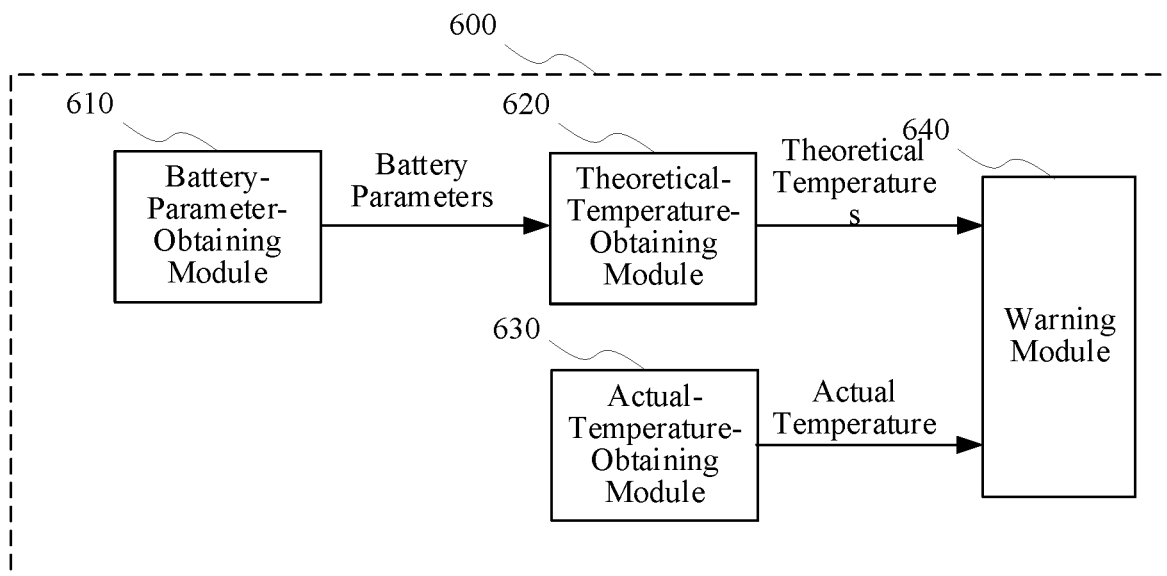 600
610
620
640
Battery-
Parameter-
Obtaining
Module
Battery
Parameters
Theoretical-
Temperature-
Obtaining
Module
Theoretical
Temperature
s
Warning
Module
630
Actual-
Temperature-
Obtaining
Module
Actual
Temperature